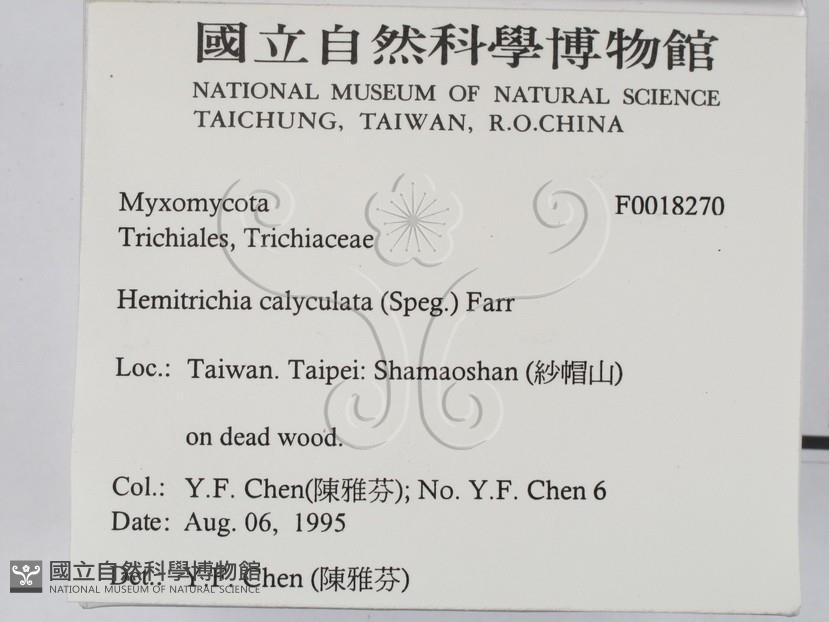 國立自然科學博物館
NATIONAL MUSEUM OF NATURAL SCIENCE
TAICHUNG, TAIWAN, R.O.CHINA
Myxomycota F0018270
Trichiales, Trichiaceae
Hemitrichia calyculata (Speg.) Farr
Loc.: Taiwan. Taipei: Shamaoshan (紗帽山)
on dead wood.
Col.: Y.F. Chen(陳雅芬); No. Y.F. Chen 6
Date: Aug. 06, 1995
Det.: Y.F. Chen (陳雅芬)
國立自然科學博物館
NATIONAL MUSEUM OF NATURAL SCIENCE